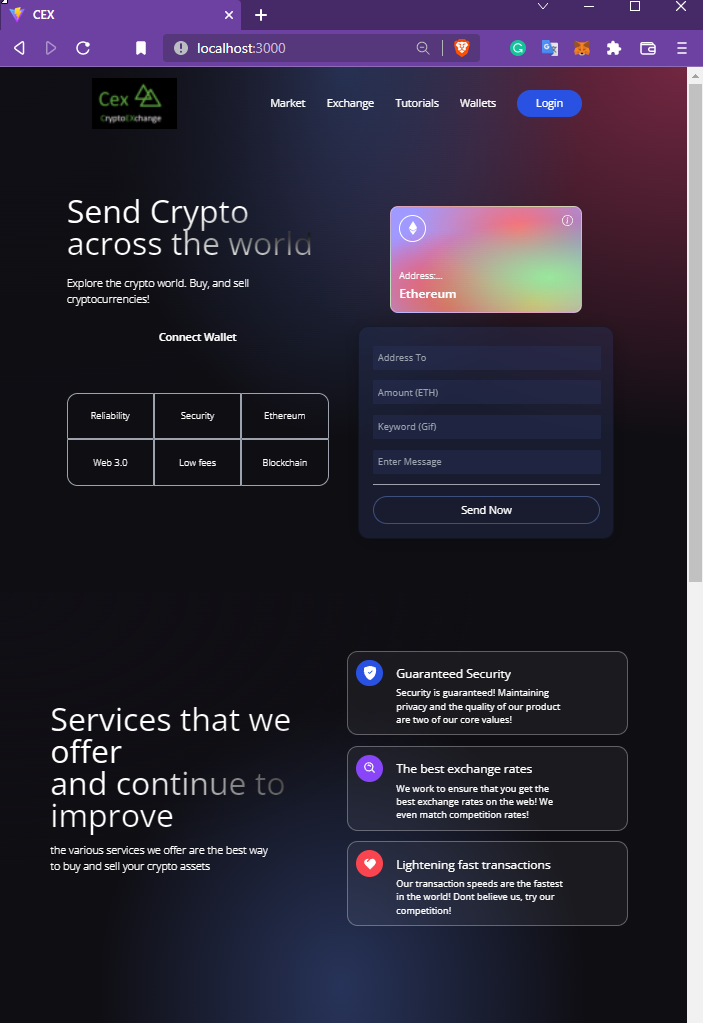 CEX
localhost:3000
Cex
CryptoEXchange
Market Exchange Tutorials Wallets Login
Send Crypto
across the world
Explore the crypto world. Buy, and sell
cryptocurrencies!
Connect Wallet
Reliability Security Ethereum
Web 3.0 Low fees Blockchain
Address:...
Ethereum
Address To
Amount (ETH)
Keyword (Gif)
Enter Message
Send Now
Services that we
offer
and continue to
improve
the various services we offer are the best way
to buy and sell your crypto assets
Guaranteed Security
Security is guaranteed! Maintaining
privacy and the quality of our product
are two of our core values!
The best exchange rates
We work to ensure that you get the
best exchange rates on the web! We
even match competition rates!
Lightening fast transactions
Our transaction speeds are the fastest
in the world! Dont believe us, try our
competition!